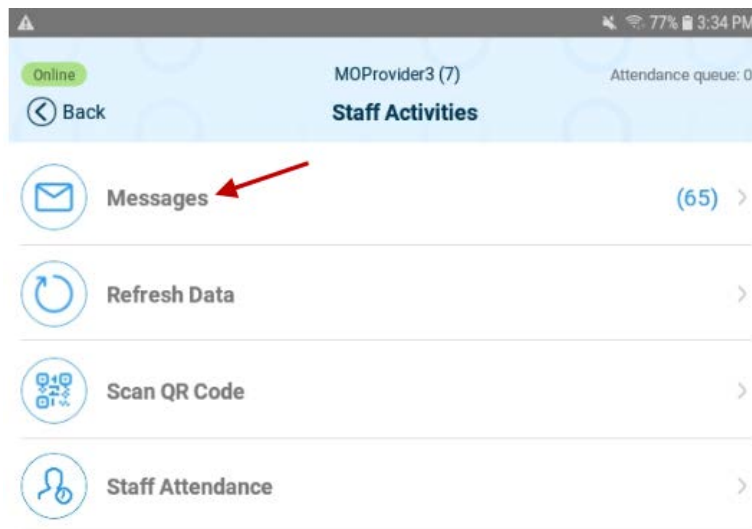 77% 3:34 PM
Online MOProvider3 (7) Attendance queue: 0
Back Staff Activities
Messages (65)
Refresh Data
Scan QR Code
Staff Attendance